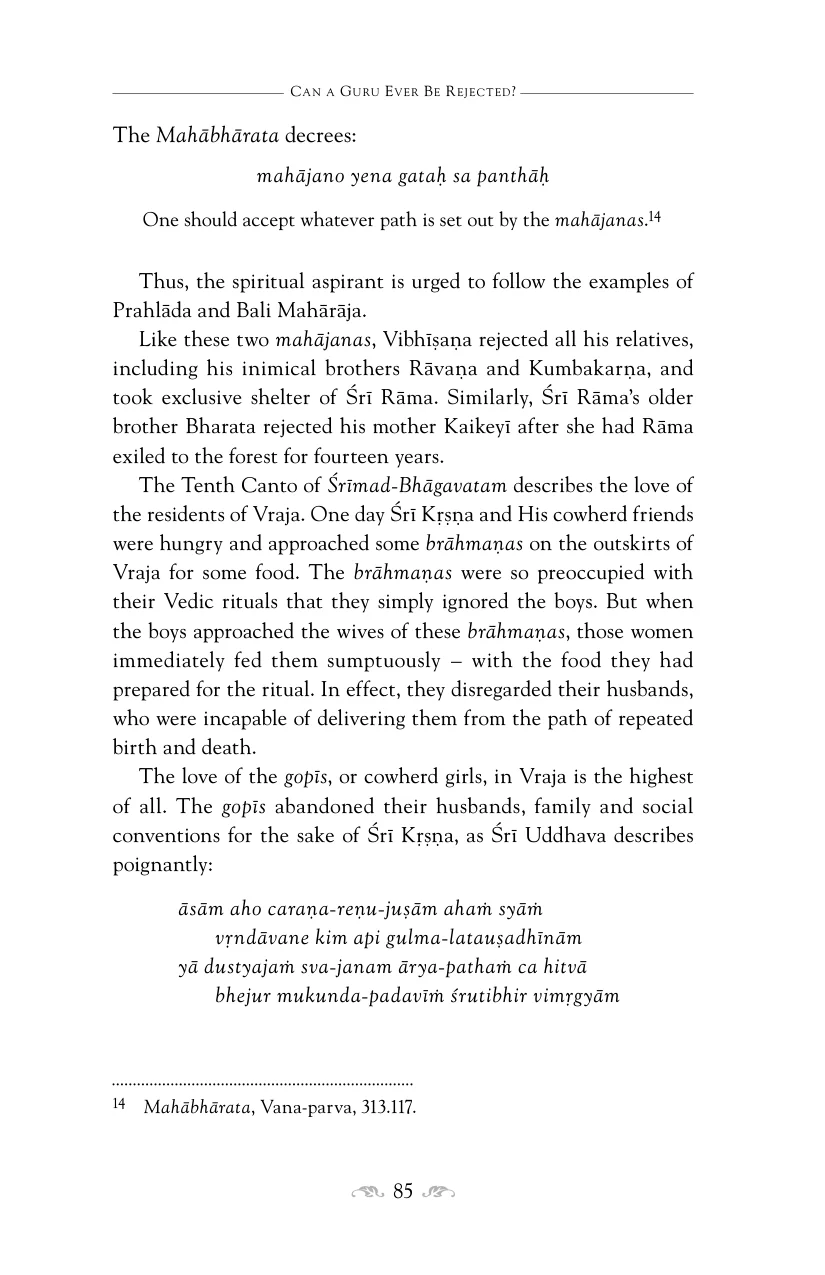 CAN A GURU EVER BE REJECTED?
The Mahābhārata decrees:
mahājano yena gataḥ sa panthāḥ
One should accept whatever path is set out by the mahājanas.14
Thus, the spiritual aspirant is urged to follow the examples of
Prahlāda and Bali Mahārāja.
Like these two mahājanas, Vibhīṣaṇa rejected all his relatives,
including his inimical brothers Rāvaṇa and Kumbakarṇa, and
took exclusive shelter of Śrī Rāma. Similarly, Śrī Rāma’s older
brother Bharata rejected his mother Kaikeyī after she had Rāma
exiled to the forest for fourteen years.
The Tenth Canto of Śrīmad-Bhāgavatam describes the love of
the residents of Vraja. One day Śrī Kṛṣṇa and His cowherd friends
were hungry and approached some brāhmaṇas on the outskirts of
Vraja for some food. The brāhmaṇas were so preoccupied with
their Vedic rituals that they simply ignored the boys. But when
the boys approached the wives of these brāhmaṇas, those women
immediately fed them sumptuously – with the food they had
prepared for the ritual. In effect, they disregarded their husbands,
who were incapable of delivering them from the path of repeated
birth and death.
The love of the gopīs, or cowherd girls, in Vraja is the highest
of all. The gopīs abandoned their husbands, family and social
conventions for the sake of Śrī Kṛṣṇa, as Śrī Uddhava describes
poignantly:
āsām aho caraṇa-reṇu-juṣām ahaṁ syāṁ
vṛndāvane kim api gulma-latauṣadhīnām
yā dustyajaṁ sva-janam ārya-pathaṁ ca hitvā
bhejur mukunda-padavīṁ śrutibhir vimṛgyām
14 Mahābhārata, Vana-parva, 313.117.
85